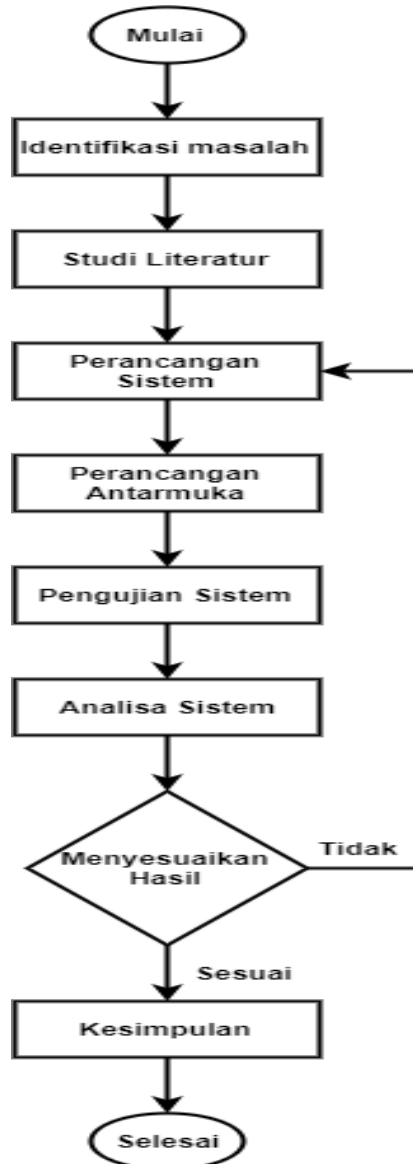 Mulai
Identifikasi masalah
Studi Literatur
Perancangan
Sistem
Perancangan
Antarmuka
Pengujian Sistem
Analisa Sistem
Menyesuaikan
Hasil
Tidak
Sesuai
Kesimpulan
Selesai